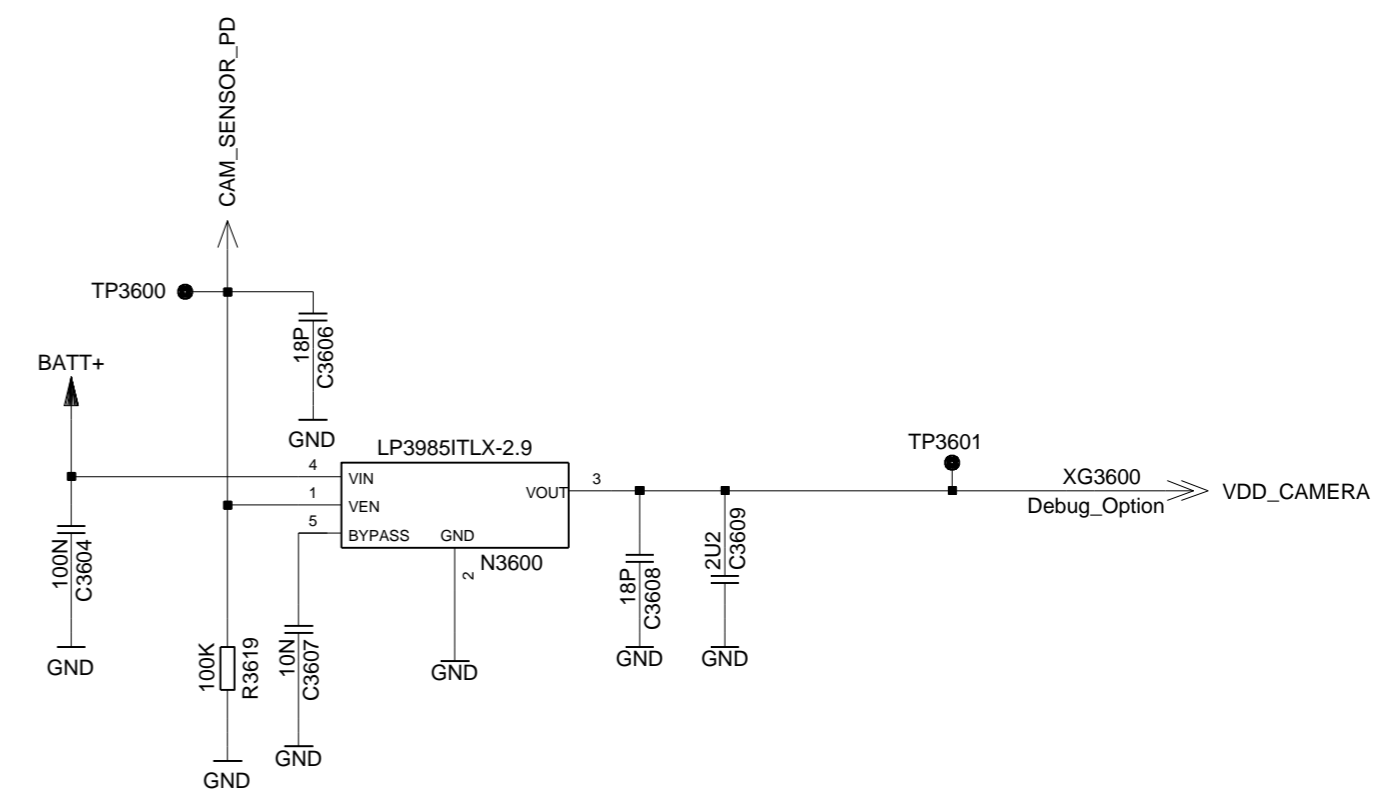 CAM_SENSOR_PD
TP3600
18P
C3606
GND
BATT+
LP3985ITLX-2.9
4
VIN
1
VEN
5
BYPASS
GND
VOUT
3
N3600
2
GND
100N
C3604
GND
100K
R3619
GND
10N
C3607
GND
18P
C3608
GND
2U2
C3609
GND
TP3601
XG3600
Debug_Option
VDD_CAMERA